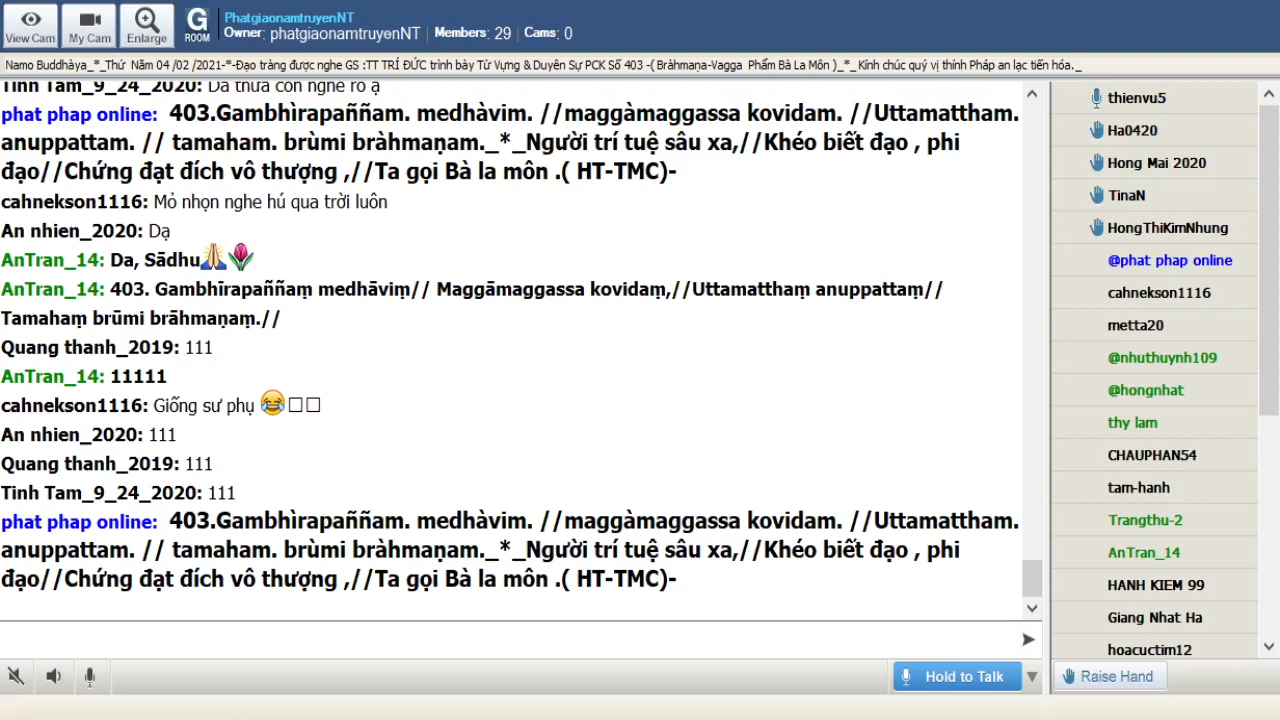 View Cam
My Cam
Enlarge
G ROOM
PhatgiaonamtruyenNT
Owner: phatgiaonamtruyenNT | Members: 29 | Cams: 0
Namo Buddhàya_*_Thứ Năm 04 /02 /2021-*-Đạo tràng được nghe GS :TT TRÍ ĐỨC trình bày Từ Vựng & Duyên Sự PCK Số 403 -( Bràhmaṇa-Vagga Phẩm Bà La Môn )_*_ Kính chúc quý vị thính Pháp an lạc tiến hóa._
Tinh Tam_9_24_2020: Dạ thưa con nghe rõ ạ
phat phap online: 403.Gambhìrapaññam. medhàvim. //maggàmaggassa kovidam. //Uttamattham.
anuppattam. // tamaham. brùmi bràhmaṇam._*_Người trí tuệ sâu xa,//Khéo biết đạo , phi
đạo//Chứng đạt đích vô thượng ,//Ta gọi Bà la môn .( HT-TMC)-
cahnekson1116: Mỏ nhọn nghe hú qua trời luôn
An nhien_2020: Dạ
AnTran_14: Da, Sādhu
AnTran_14: 403. Gambhīrapaññaṃ medhāviṃ// Maggāmaggassa kovidaṃ,//Uttamatthaṃ anuppattaṃ//
Tamahaṃ brūmi brāhmaṇaṃ.//
Quang thanh_2019: 111
AnTran_14: 11111
cahnekson1116: Giống sư phụ
An nhien_2020: 111
Quang thanh_2019: 111
Tinh Tam_9_24_2020: 111
phat phap online: 403.Gambhìrapaññam. medhàvim. //maggàmaggassa kovidam. //Uttamattham.
anuppattam. // tamaham. brùmi bràhmaṇam._*_Người trí tuệ sâu xa,//Khéo biết đạo , phi
đạo//Chứng đạt đích vô thượng ,//Ta gọi Bà la môn .( HT-TMC)-
Hold to Talk
thienvu5
Ha0420
Hong Mai 2020
TinaN
HongThiKimNhung
@phat phap online
cahnekson1116
metta20
@nhuthuynh109
@hongnhat
thy lam
CHAUPHAN54
tam-hanh
Trangthu-2
AnTran_14
HANH KIEM 99
Giang Nhat Ha
hoacuctim12
Raise Hand